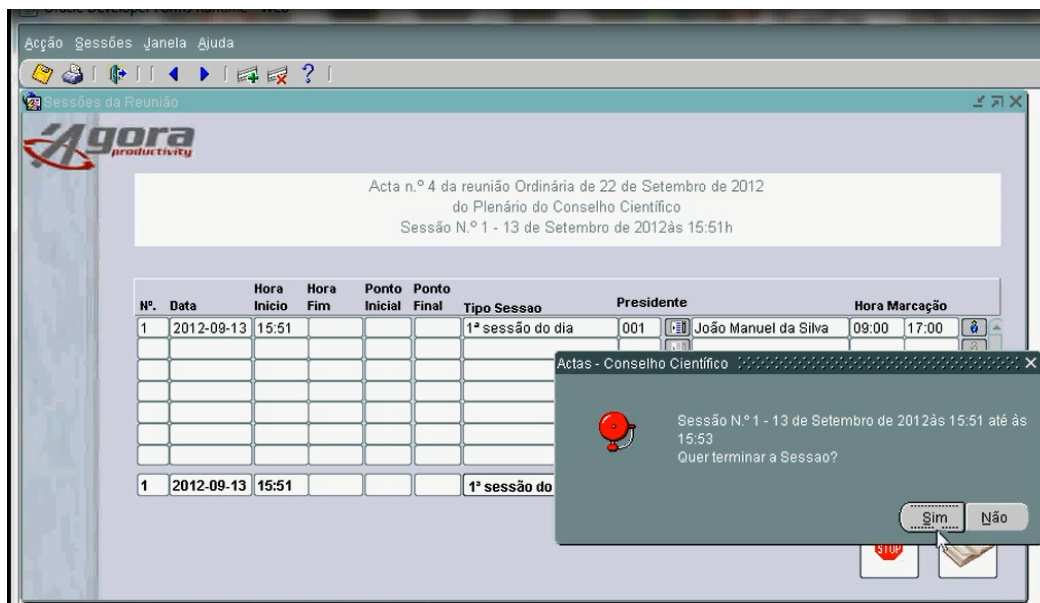 Oracle Developer Forms Runtime - Web
Acção Sessões Janela Ajuda
Sessões da Reunião
Agora
productivity
Acta n.º 4 da reunião Ordinária de 22 de Setembro de 2012
do Plenário do Conselho Científico
Sessão N.º 1 - 13 de Setembro de 2012às 15:51h
Hora Hora Ponto Ponto
Nº. Data Inicio Fim Inicial Final Tipo Sessao Presidente Hora Marcação
1 2012-09-13 15:51 1ª sessão do dia 001 João Manuel da Silva 09:00 17:00
Actas - Conselho Científico
Sessão N.º 1 - 13 de Setembro de 2012às 15:51 até às
15:53
Quer terminar a Sessao?
1 2012-09-13 15:51 1ª sessão do
Sim Não
STOP